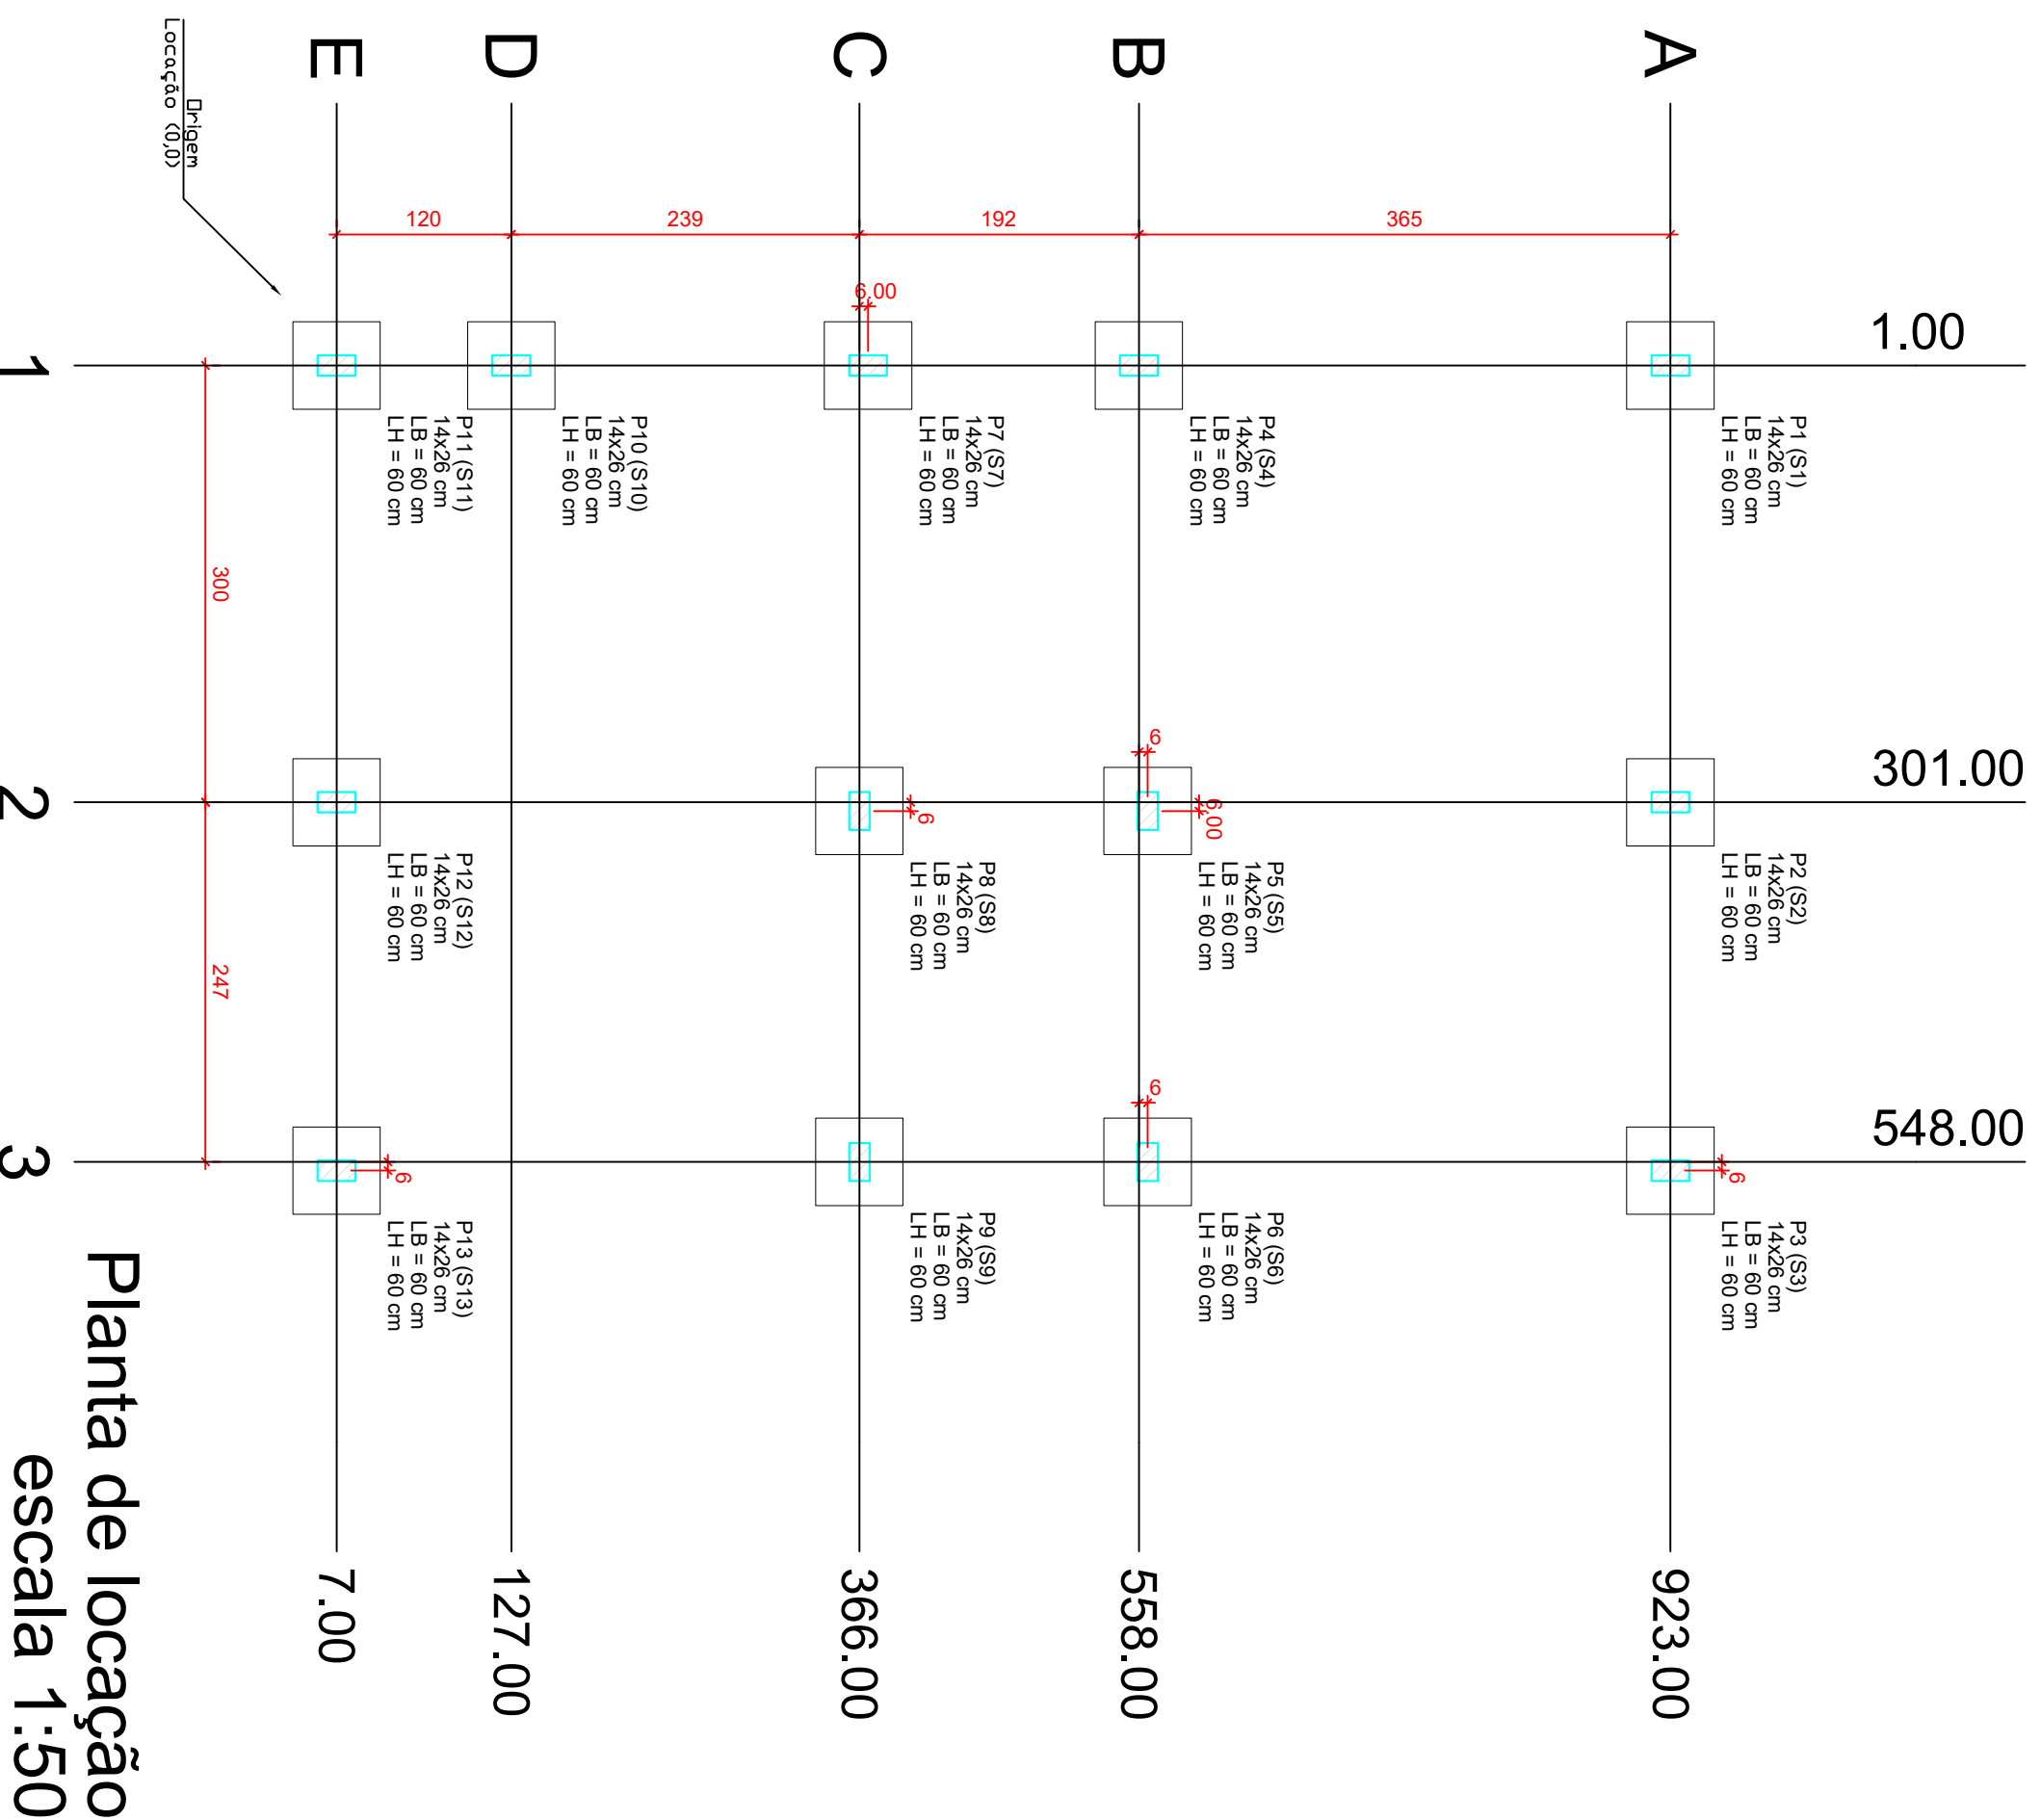 A
B
C
D
E
Origem
Locação (0,0)
120
239
192
365
6.00
1.00
1
P1 (S1)
14x26 cm
LB = 60 cm
LH = 60 cm
P4 (S4)
14x26 cm
LB = 60 cm
LH = 60 cm
P7 (S7)
14x26 cm
LB = 60 cm
LH = 60 cm
P10 (S10)
14x26 cm
LB = 60 cm
LH = 60 cm
P11 (S11)
14x26 cm
LB = 60 cm
LH = 60 cm
300
301.00
2
6
6.00
6
P2 (S2)
14x26 cm
LB = 60 cm
LH = 60 cm
P5 (S5)
14x26 cm
LB = 60 cm
LH = 60 cm
P8 (S8)
14x26 cm
LB = 60 cm
LH = 60 cm
P12 (S12)
14x26 cm
LB = 60 cm
LH = 60 cm
247
548.00
3
6
6
6
P3 (S3)
14x26 cm
LB = 60 cm
LH = 60 cm
P6 (S6)
14x26 cm
LB = 60 cm
LH = 60 cm
P9 (S9)
14x26 cm
LB = 60 cm
LH = 60 cm
P13 (S13)
14x26 cm
LB = 60 cm
LH = 60 cm
923.00
558.00
366.00
127.00
7.00
Planta de locação
escala 1:50